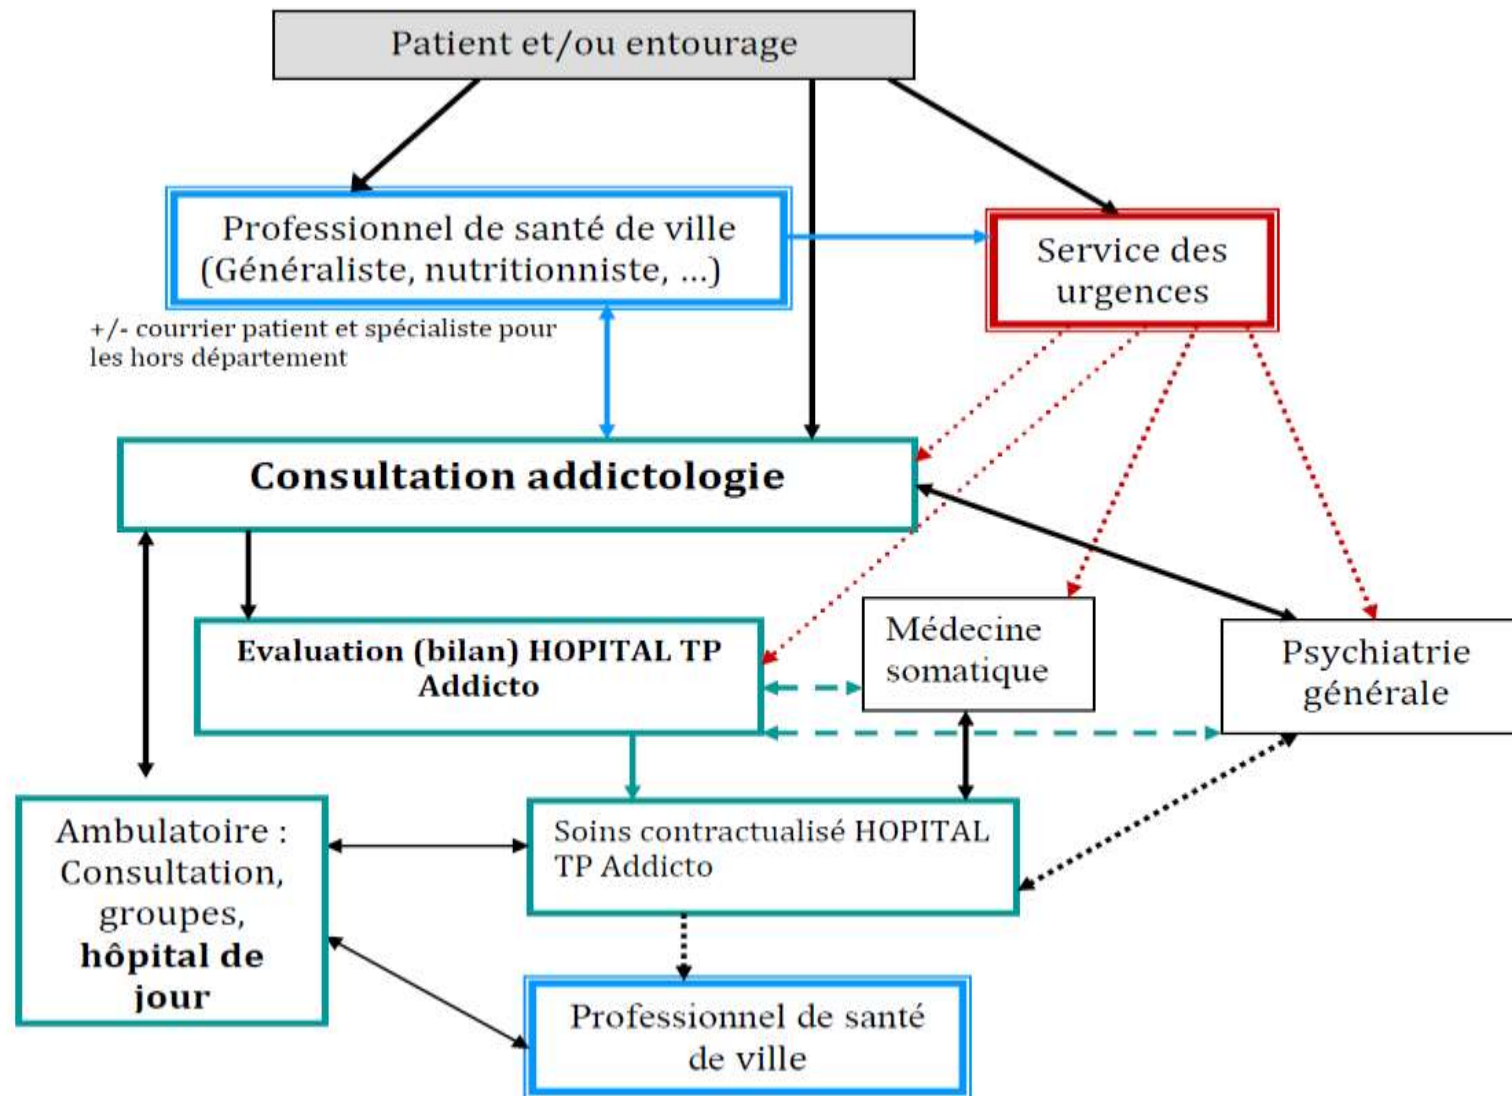 Patient et/ou entourage
Professionnel de santé de ville
(Généraliste, nutritionniste, ...)
Service des
urgences
+/- courrier patient et spécialiste pour
les hors département
Consultation addictologie
Evaluation (bilan) HOPITAL TP
Addicto
Médecine
somatique
Psychiatrie
générale
Ambulatoire :
Consultation,
groupes,
hôpital de
jour
Soins contractualisé HOPITAL
TP Addicto
Professionnel de santé
de ville